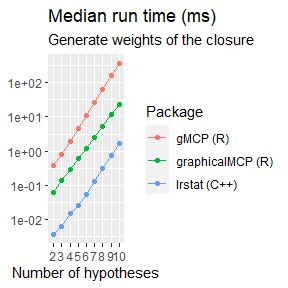 Median run time (ms)
Generate weights of the closure
1e+02
1e+01
1e+00
1e-01
1e-02
2 3 4 5 6 7 8 9 10
Number of hypotheses
Package
gMCP (R)
graphicalMCP (R)
lrstat (C++)